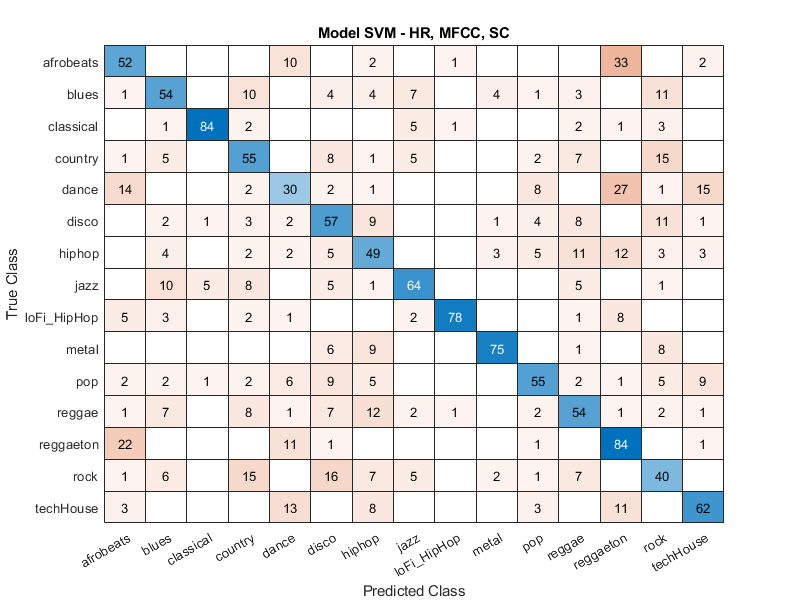 Model SVM - HR, MFCC, SC
True Class
afrobeats 52 10 2 1 33 2
blues 1 54 10 4 4 7 4 1 3 11
classical 1 84 2 5 1 2 1 3
country 1 5 55 8 1 5 2 7 15
dance 14 2 30 2 1 8 27 1 15
disco 2 1 3 2 57 9 1 4 8 11 1
hiphop 4 2 2 5 49 3 5 11 12 3 3
jazz 10 5 8 5 1 64 5 1
loFi_HipHop 5 3 2 1 2 78 1 8
metal 6 9 75 1 8
pop 2 2 1 2 6 9 5 55 2 1 5 9
reggae 1 7 8 1 7 12 2 1 2 54 1 2 1
reggaeton 22 11 1 1 84 1
rock 1 6 15 16 7 5 2 1 7 40
techHouse 3 13 8 3 11 62
afrobeats blues classical country dance disco hiphop jazz loFi_HipHop metal pop reggae reggaeton rock techHouse
Predicted Class